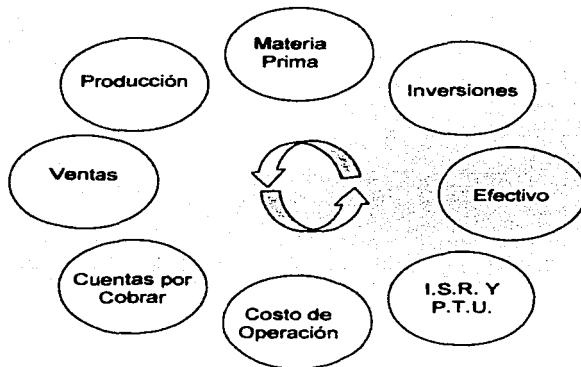 Materia
Prima
Producción
Inversiones
Ventas
Efectivo
Cuentas por
Cobrar
I.S.R. Y
P.T.U.
Costo de
Operación